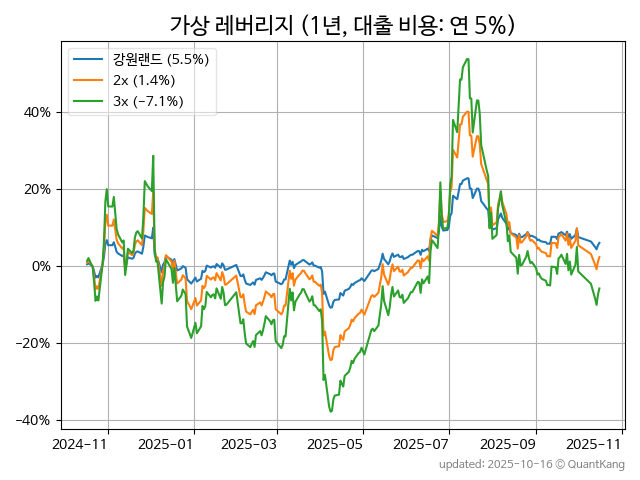 가상 레버리지 (1년, 대출 비용: 연 5%)
강원랜드 (5.5%)
2x (1.4%)
3x (−7.1%)
40%
20%
0%
−20%
−40%
2024-11 2025-01 2025-03 2025-05 2025-07 2025-09 2025-11
updated: 2025-10-16 © QuantKang